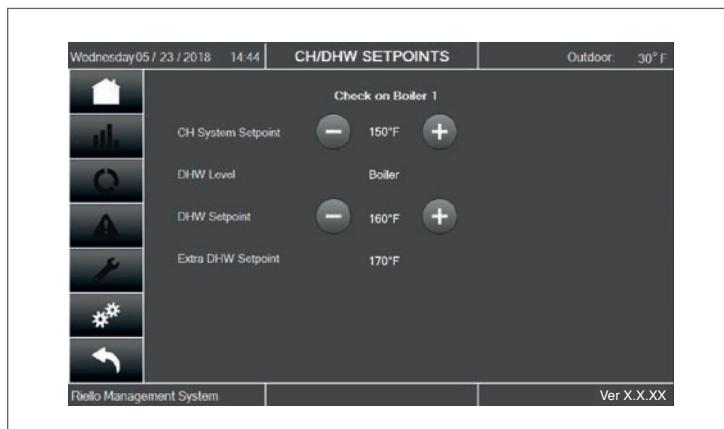 Wednesday 05 / 23 / 2018 14:44 CH/DHW SETPOINTS Outdoor: 30°F
Check on Boiler 1
CH System Setpoint 150°F
DHW Level Boiler
DHW Setpoint 160°F
Extra DHW Setpoint 170°F
Riello Management System Ver X.X.XX